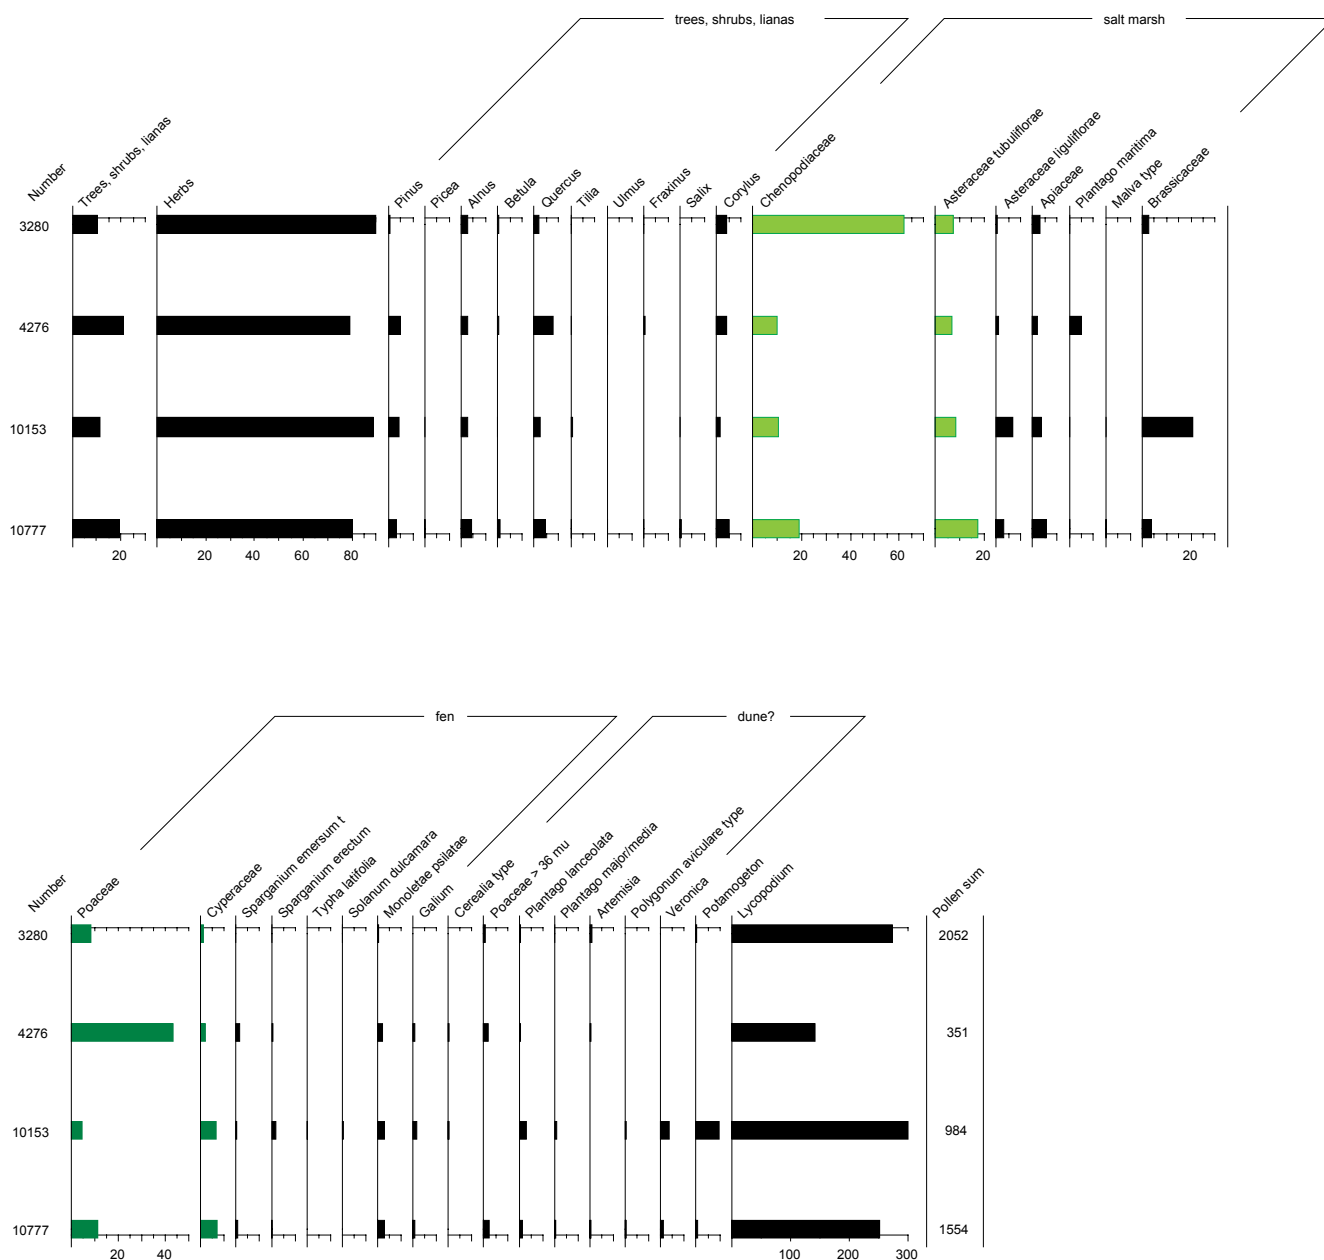 trees, shrubs, lianas
salt marsh
Number
Trees, shrubs, lianas
Herbs
Pinus
Picea
Alnus
Betula
Quercus
Tilia
Ulmus
Fraxinus
Salix
Corylus
Chenopodiaceae
Asteraceae tubuliflorae
Asteraceae liguliflorae
Apiaceae
Plantago maritima
Malva type
Brassicaceae
3280
4276
10153
10777
20
20 40 60 80
20 40 60
20
20
fen
dune?
Number
Poaceae
Cyperaceae
Sparganium emersum t
Sparganium erectum
Typha latifolia
Solanum dulcamara
Monoletae psilatae
Galium
Cerealia type
Poaceae > 36 mu
Plantago lanceolata
Plantago major/media
Artemisia
Polygonum aviculare type
Veronica
Potamogeton
Lycopodium
Pollen sum
3280 2052
4276 351
10153 984
10777 1554
20 40
100 200 300